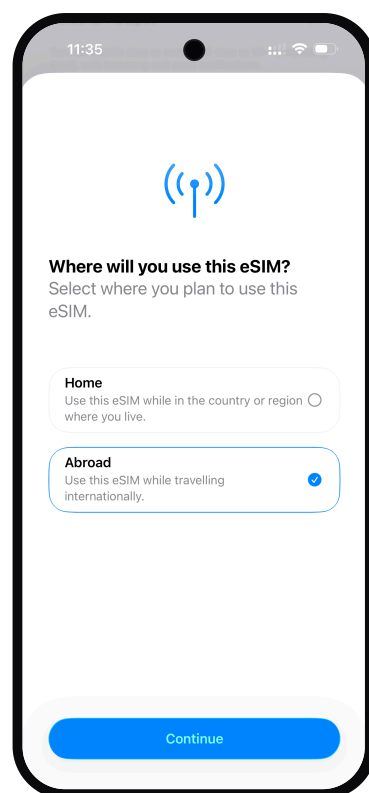 11:35
Where will you use this eSIM?
Select where you plan to use this
eSIM.
Home
Use this eSIM while in the country or region
where you live.
Abroad
Use this eSIM while travelling
internationally.
Continue